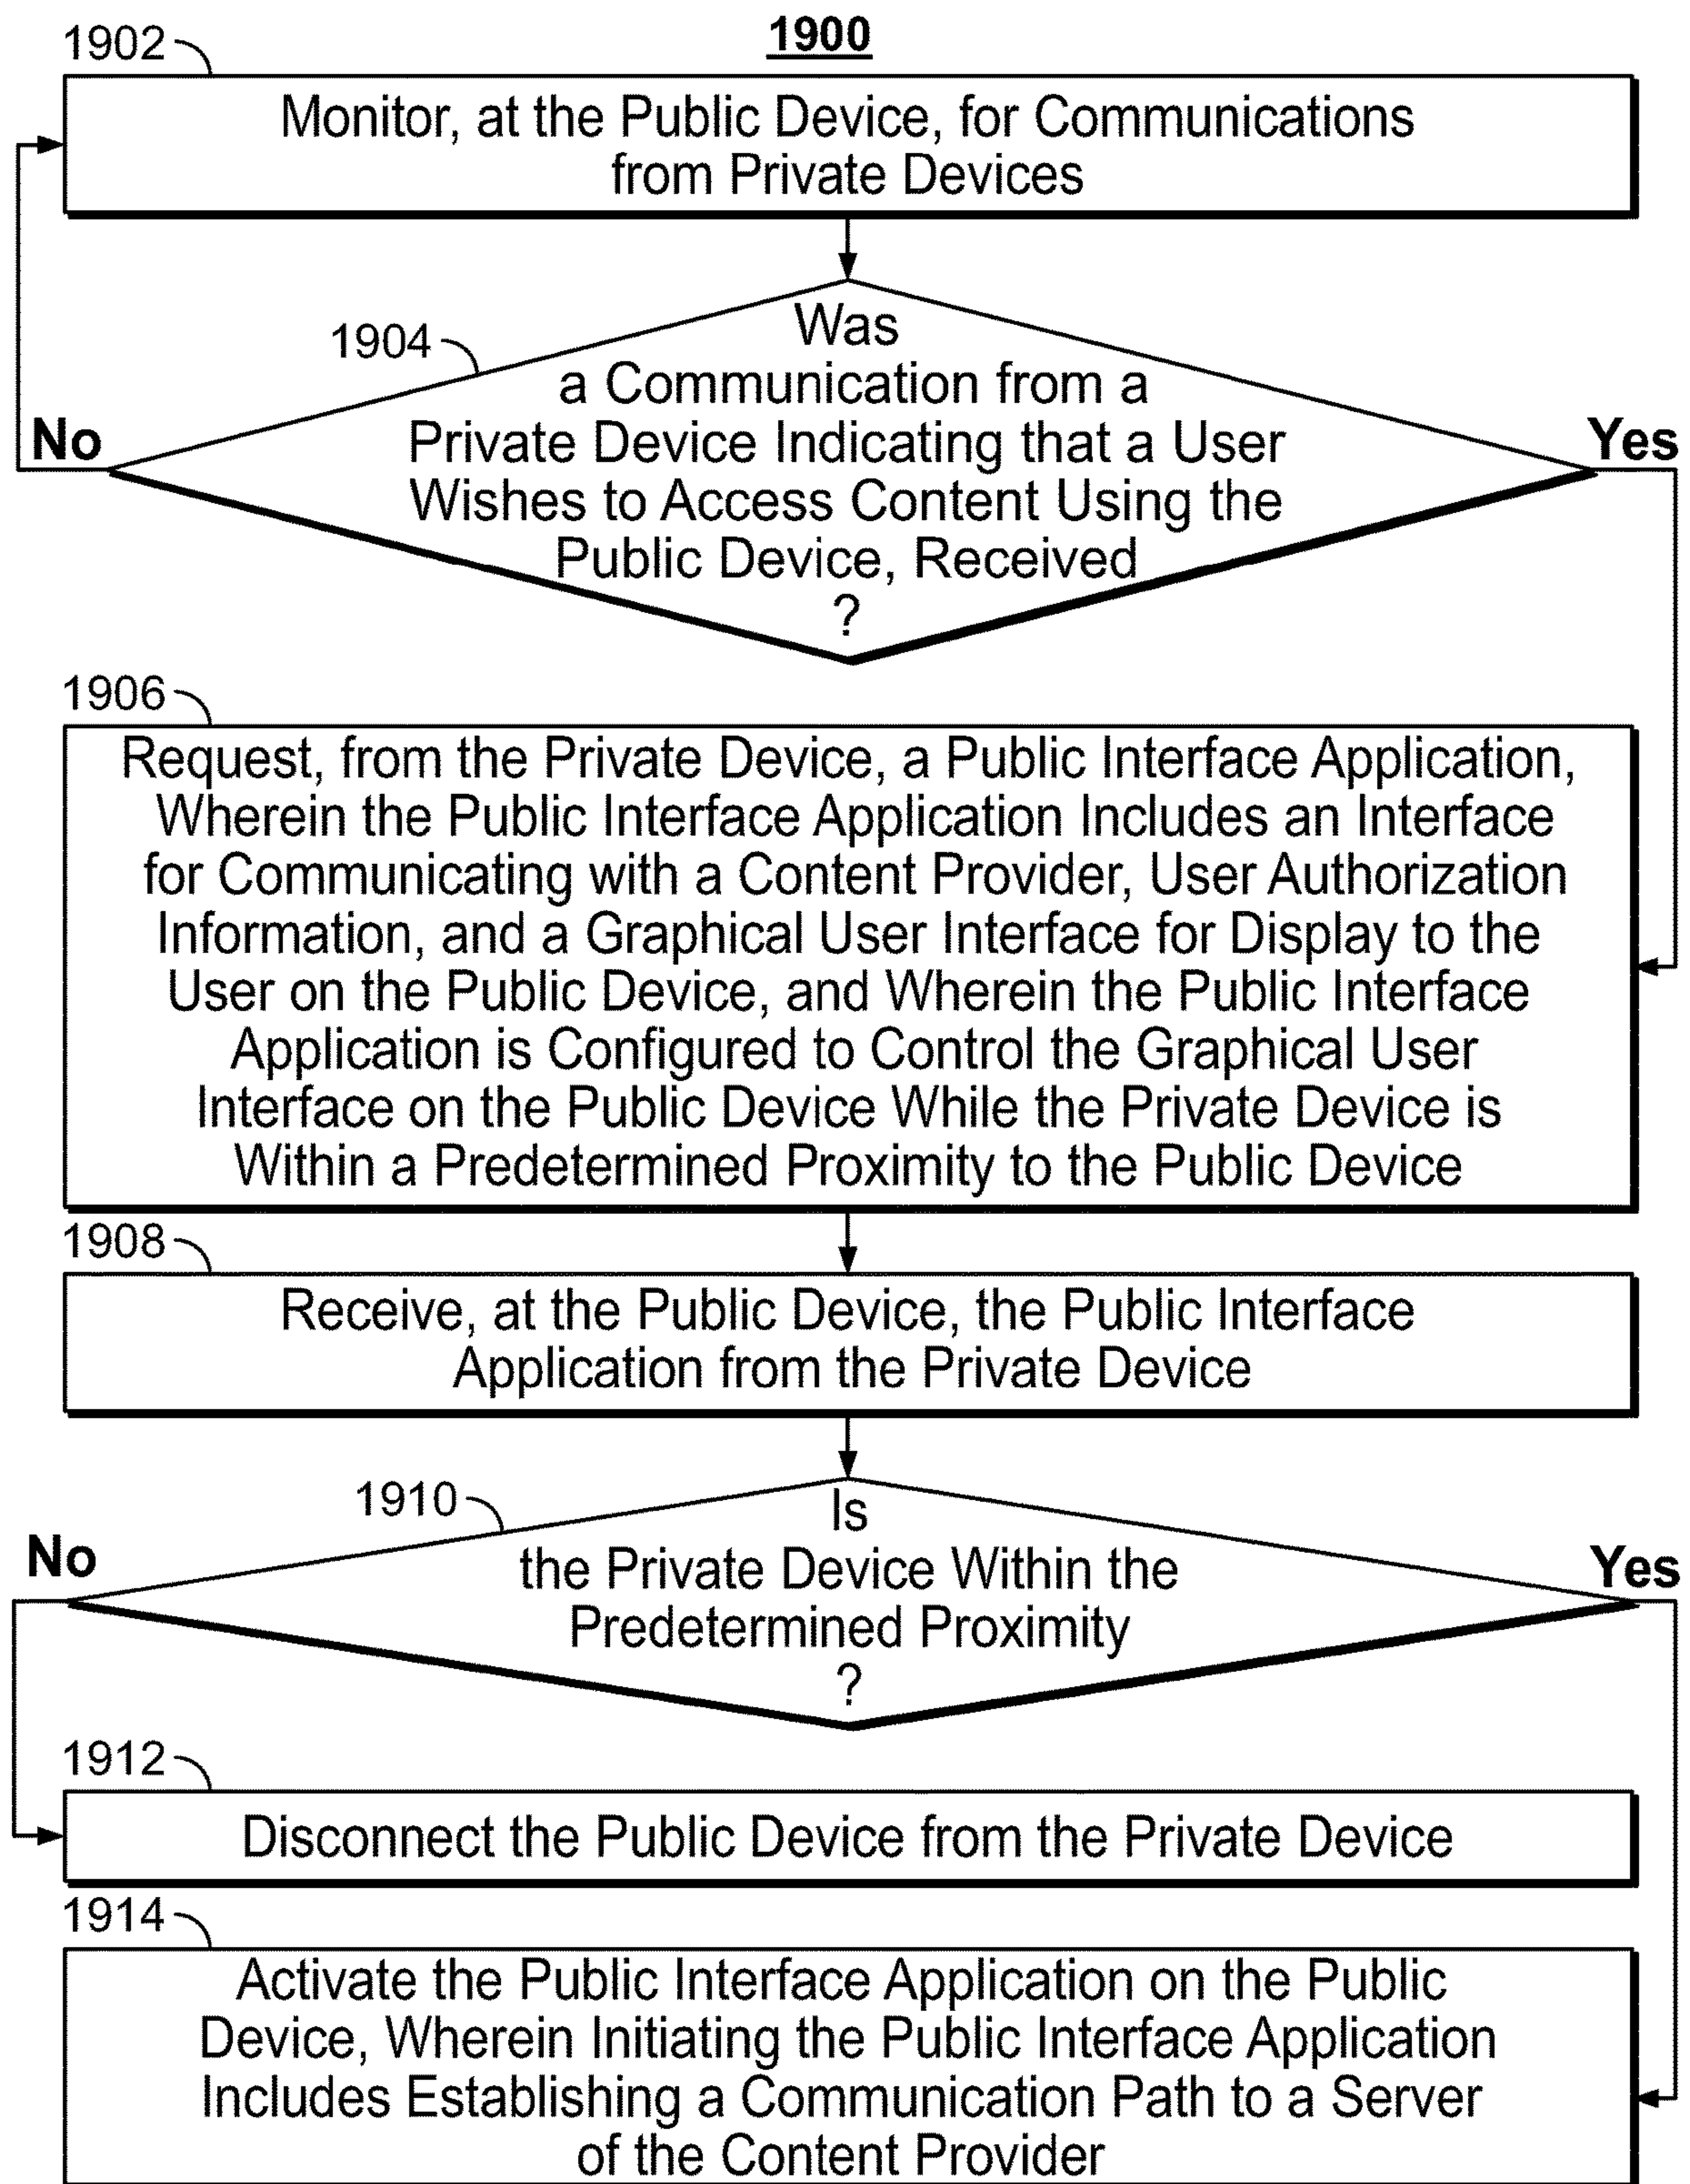 1900
1902
Monitor, at the Public Device, for Communications
from Private Devices
1904
Was
a Communication from a
Private Device Indicating that a User
Wishes to Access Content Using the
Public Device, Received
?
No
Yes
1906
Request, from the Private Device, a Public Interface Application,
Wherein the Public Interface Application Includes an Interface
for Communicating with a Content Provider, User Authorization
Information, and a Graphical User Interface for Display to the
User on the Public Device, and Wherein the Public Interface
Application is Configured to Control the Graphical User
Interface on the Public Device While the Private Device is
Within a Predetermined Proximity to the Public Device
1908
Receive, at the Public Device, the Public Interface
Application from the Private Device
1910
Is
the Private Device Within the
Predetermined Proximity
?
No
Yes
1912
Disconnect the Public Device from the Private Device
1914
Activate the Public Interface Application on the Public
Device, Wherein Initiating the Public Interface Application
Includes Establishing a Communication Path to a Server
of the Content Provider